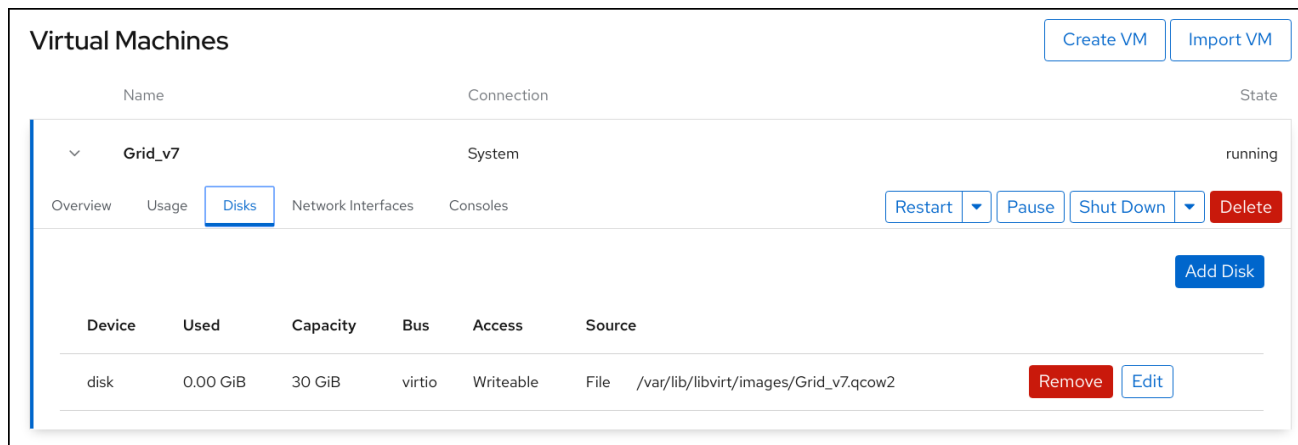 Virtual Machines Create VM Import VM
Name Connection State
Grid_v7 System running
Overview Usage Disks Network Interfaces Consoles Restart Pause Shut Down Delete
Add Disk
Device Used Capacity Bus Access Source
disk 0.00 GiB 30 GiB virtio Writeable File /var/lib/libvirt/images/Grid_v7.qcow2 Remove Edit